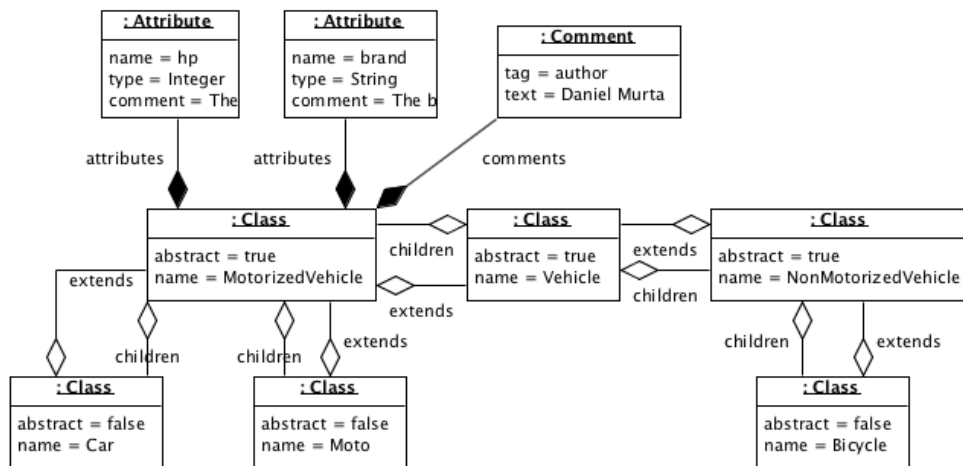 : Attribute
name = hp
type = Integer
comment = The
: Attribute
name = brand
type = String
comment = The b
: Comment
tag = author
text = Daniel Murta
attributes
attributes
comments
: Class
abstract = true
name = MotorizedVehicle
children
extends
: Class
abstract = true
name = Vehicle
extends
children
: Class
abstract = true
name = NonMotorizedVehicle
extends
children
children
extends
children
extends
: Class
abstract = false
name = Car
: Class
abstract = false
name = Moto
: Class
abstract = false
name = Bicycle